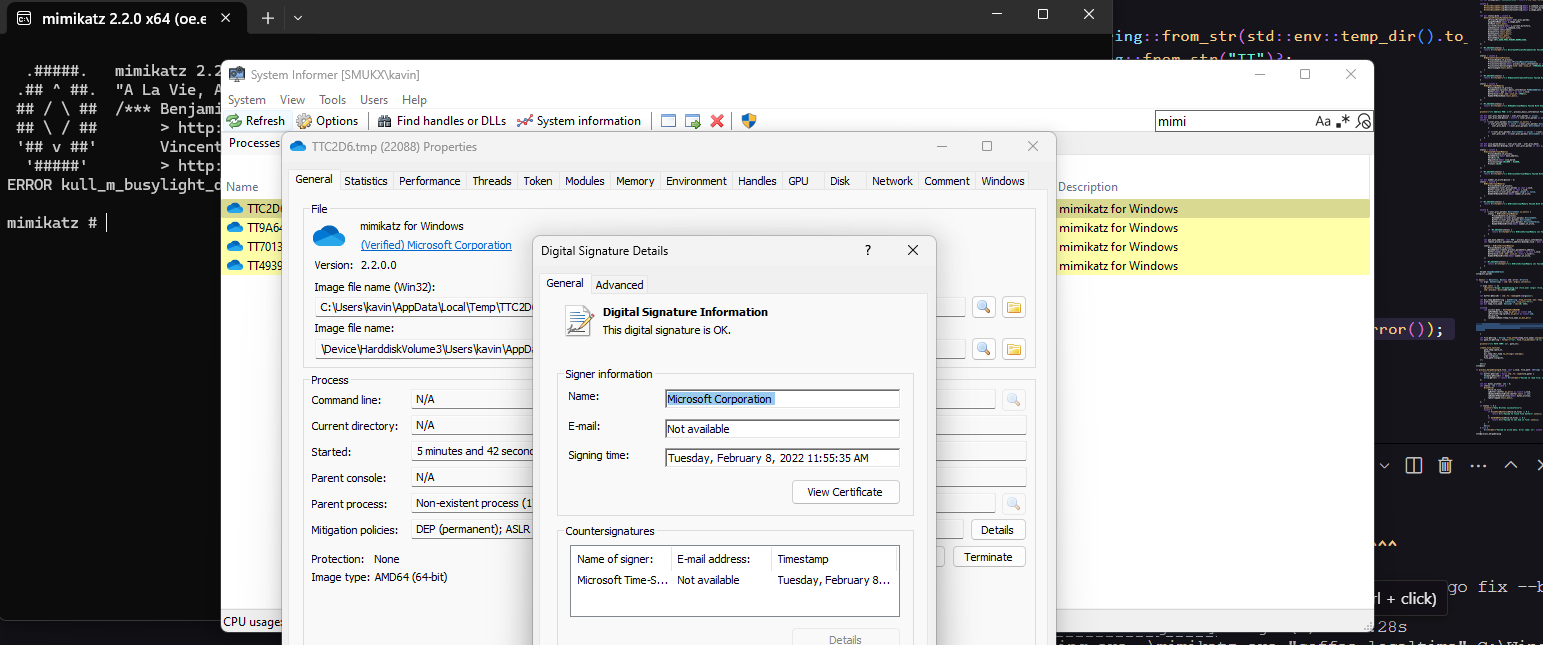 mimikatz 2.2.0 x64 (oe.e
.#####. mimikatz 2.2
.## ^ ##. "A La Vie, A
## / \ ## /*** Benjami
## \ / ## > http:
'## v ##' Vincent
'#####' > http:
ERROR kull_m_busylight_d
mimikatz #
ing::from_str(std::env::temp_dir().to_
::from_str("TT")?;
System Informer [SMUKX\kavin]
System View Tools Users Help
Refresh Options Find handles or DLLs System information
mimi
Aa .*
Processes
Name
Description
TTC2D6
mimikatz for Windows
TT9A64
mimikatz for Windows
TT7013
mimikatz for Windows
TT4939
mimikatz for Windows
CPU usage:
TTC2D6.tmp (22088) Properties
General Statistics Performance Threads Token Modules Memory Environment Handles GPU Disk Network Comment Windows
File
mimikatz for Windows
(Verified) Microsoft Corporation
Version: 2.2.0.0
Image file name (Win32):
C:\Users\kavin\AppData\Local\Temp\TTC2D
Image file name:
\Device\HarddiskVolume3\Users\kavin\AppDa
Process
Command line: N/A
Current directory: N/A
Started: 5 minutes and 42 secon
Parent console: N/A
Parent process: Non-existent process (1
Mitigation policies: DEP (permanent); ASLR
Details
Protection: None
Terminate
Image type: AMD64 (64-bit)
Digital Signature Details
?
General Advanced
Digital Signature Information
This digital signature is OK.
Signer information
Name: Microsoft Corporation
E-mail: Not available
Signing time: Tuesday, February 8, 2022 11:55:35 AM
View Certificate
Countersignatures
Name of signer: E-mail address: Timestamp
Microsoft Time-S... Not available Tuesday, February 8...
Details
ror());
^^
go fix --b
rl + click)
28s